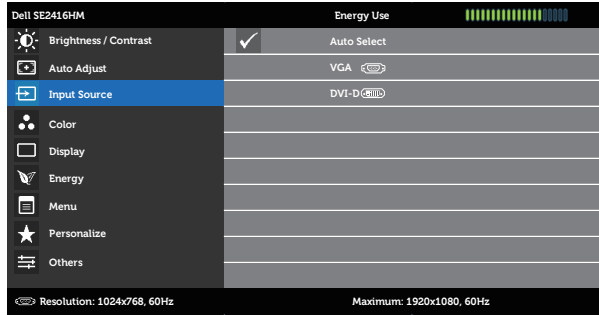 Dell SE2416HM Energy Use
Brightness / Contrast Auto Select
Auto Adjust VGA
Input Source DVI-D
Color
Display
Energy
Menu
Personalize
Others
Resolution: 1024x768, 60Hz Maximum: 1920x1080, 60Hz